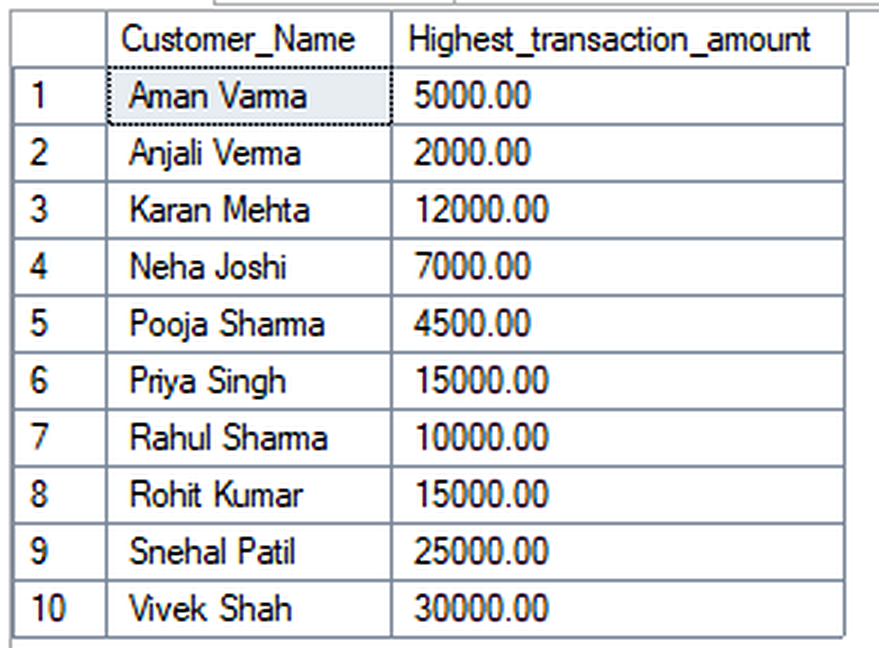 Customer_Name Highest_transaction_amount
1 Aman Varma 5000.00
2 Anjali Verma 2000.00
3 Karan Mehta 12000.00
4 Neha Joshi 7000.00
5 Pooja Sharma 4500.00
6 Priya Singh 15000.00
7 Rahul Sharma 10000.00
8 Rohit Kumar 15000.00
9 Snehal Patil 25000.00
10 Vivek Shah 30000.00